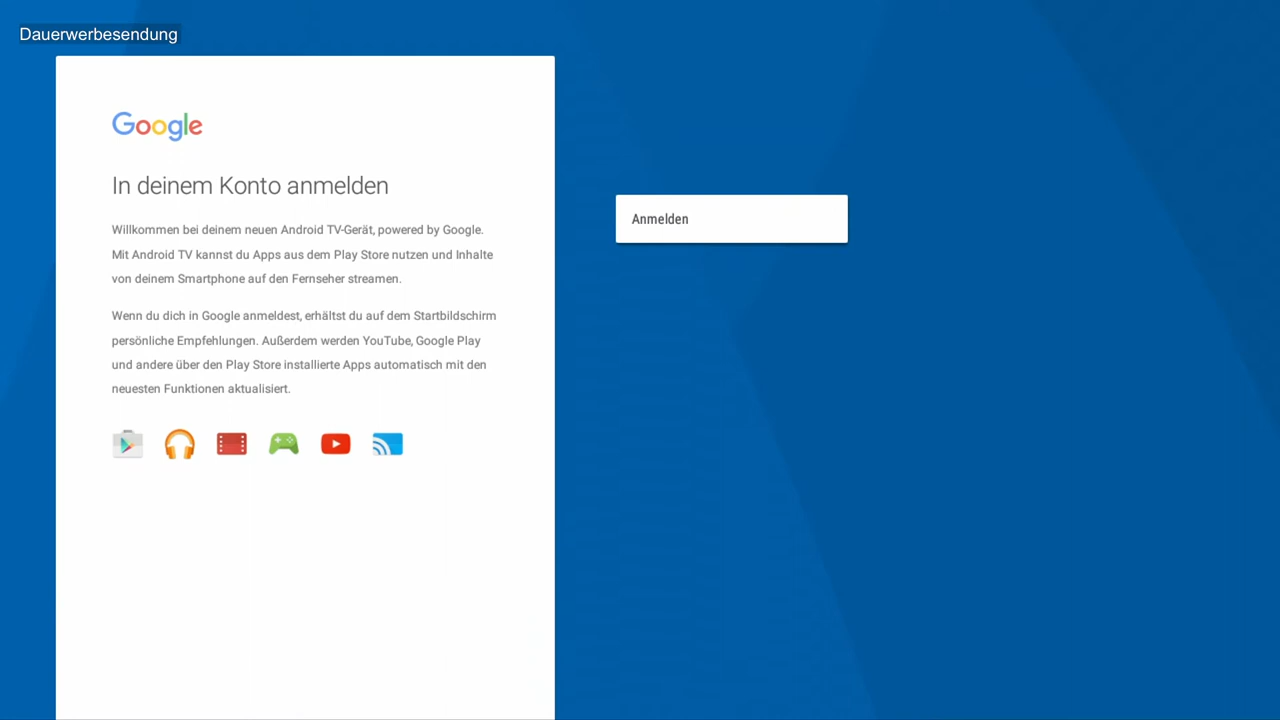 Dauerwerbesendung
Google
In deinem Konto anmelden
Willkommen bei deinem neuen Android TV-Gerät, powered by Google.
Mit Android TV kannst du Apps aus dem Play Store nutzen und Inhalte
von deinem Smartphone auf den Fernseher streamen.
Wenn du dich in Google anmeldest, erhältst du auf dem Startbildschirm
persönliche Empfehlungen. Außerdem werden YouTube, Google Play
und andere über den Play Store installierte Apps automatisch mit den
neuesten Funktionen aktualisiert.
Anmelden